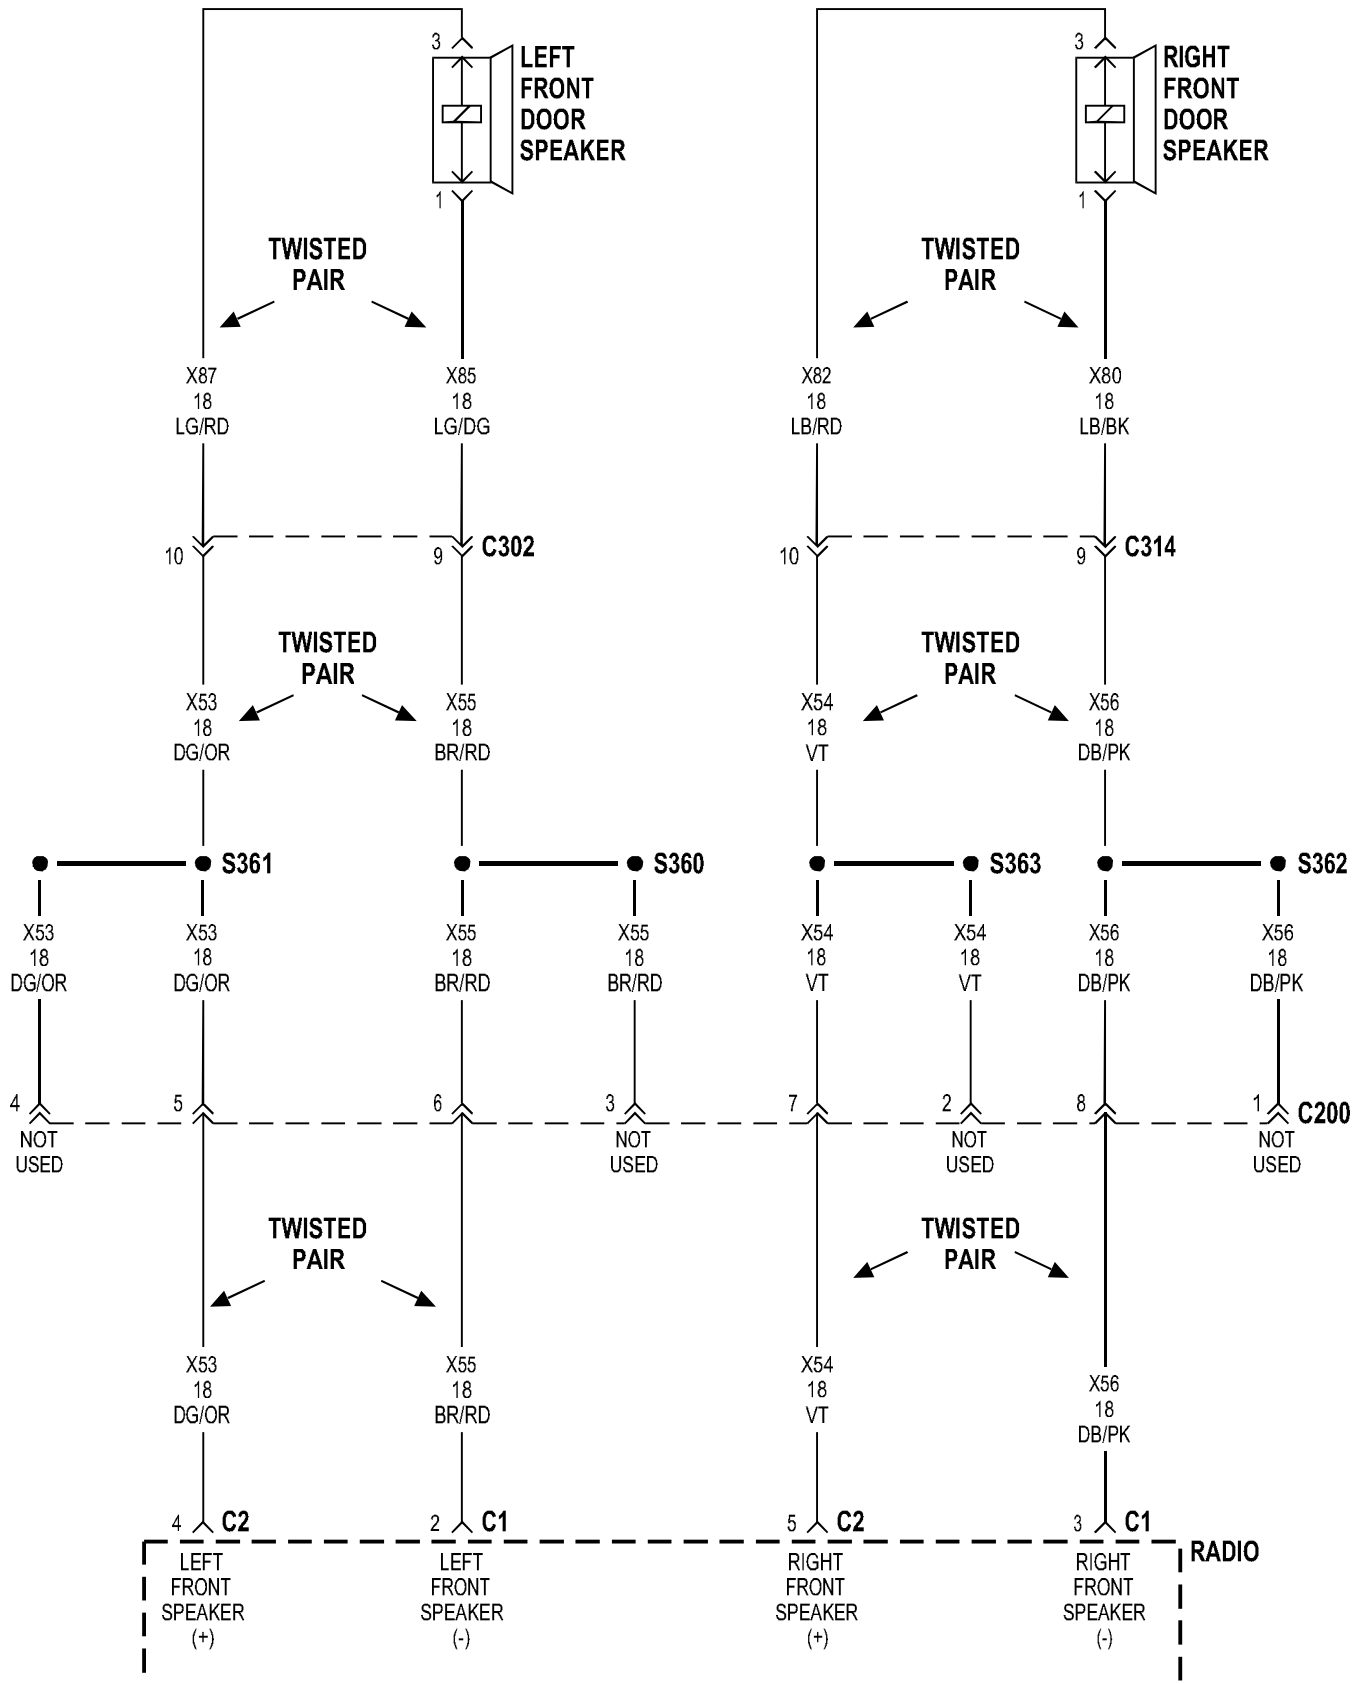 3
LEFT
FRONT
DOOR
SPEAKER
1
3
RIGHT
FRONT
DOOR
SPEAKER
1
TWISTED
PAIR
TWISTED
PAIR
X87
18
LG/RD
X85
18
LG/DG
X82
18
LB/RD
X80
18
LB/BK
10
9
C302
10
9
C314
TWISTED
PAIR
TWISTED
PAIR
X53
18
DG/OR
X55
18
BR/RD
X54
18
VT
X56
18
DB/PK
S361
S360
S363
S362
X53
18
DG/OR
X53
18
DG/OR
X55
18
BR/RD
X55
18
BR/RD
X54
18
VT
X54
18
VT
X56
18
DB/PK
X56
18
DB/PK
4
5
6
3
7
2
8
1
C200
NOT
USED
NOT
USED
NOT
USED
NOT
USED
TWISTED
PAIR
TWISTED
PAIR
X53
18
DG/OR
X55
18
BR/RD
X54
18
VT
X56
18
DB/PK
4
C2
2
C1
5
C2
3
C1
RADIO
LEFT
FRONT
SPEAKER
(+)
LEFT
FRONT
SPEAKER
(-)
RIGHT
FRONT
SPEAKER
(+)
RIGHT
FRONT
SPEAKER
(-)